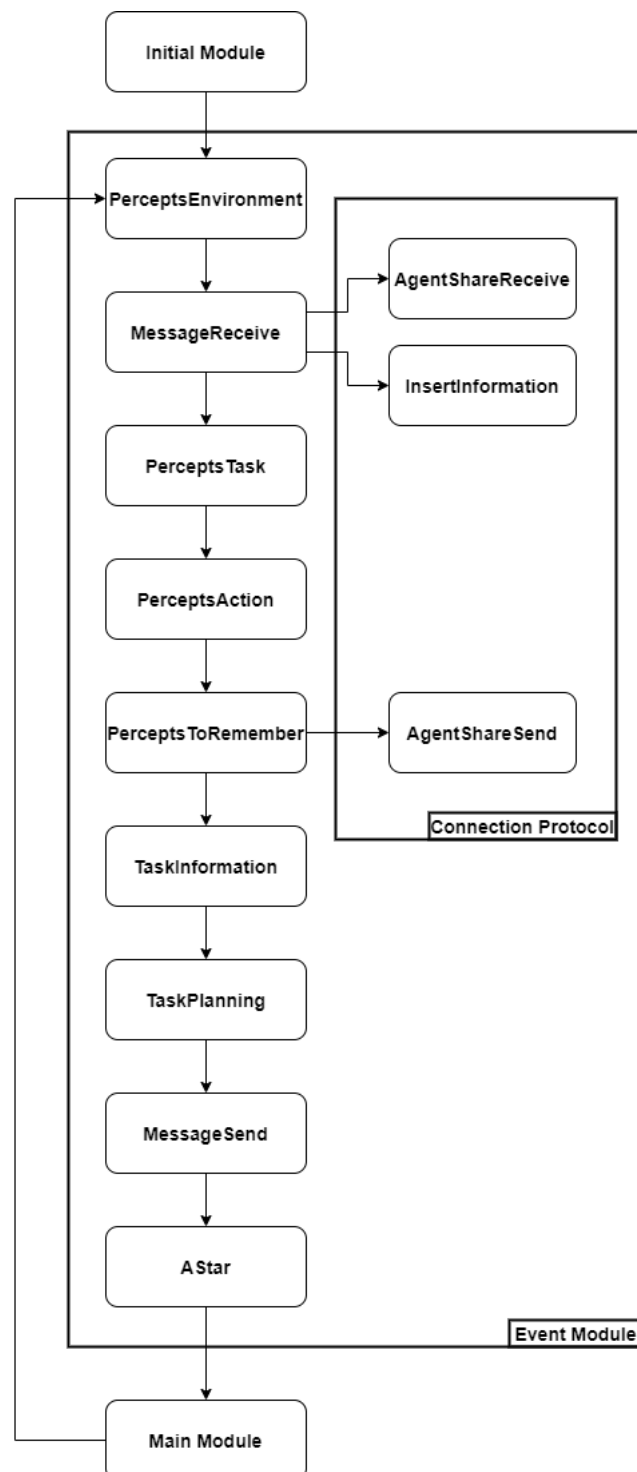 Initial Module
PerceptsEnvironment
AgentShareReceive
MessageReceive
InsertInformation
PerceptsTask
PerceptsAction
PerceptsToRemember
AgentShareSend
Connection Protocol
TaskInformation
TaskPlanning
MessageSend
AStar
Event Module
Main Module